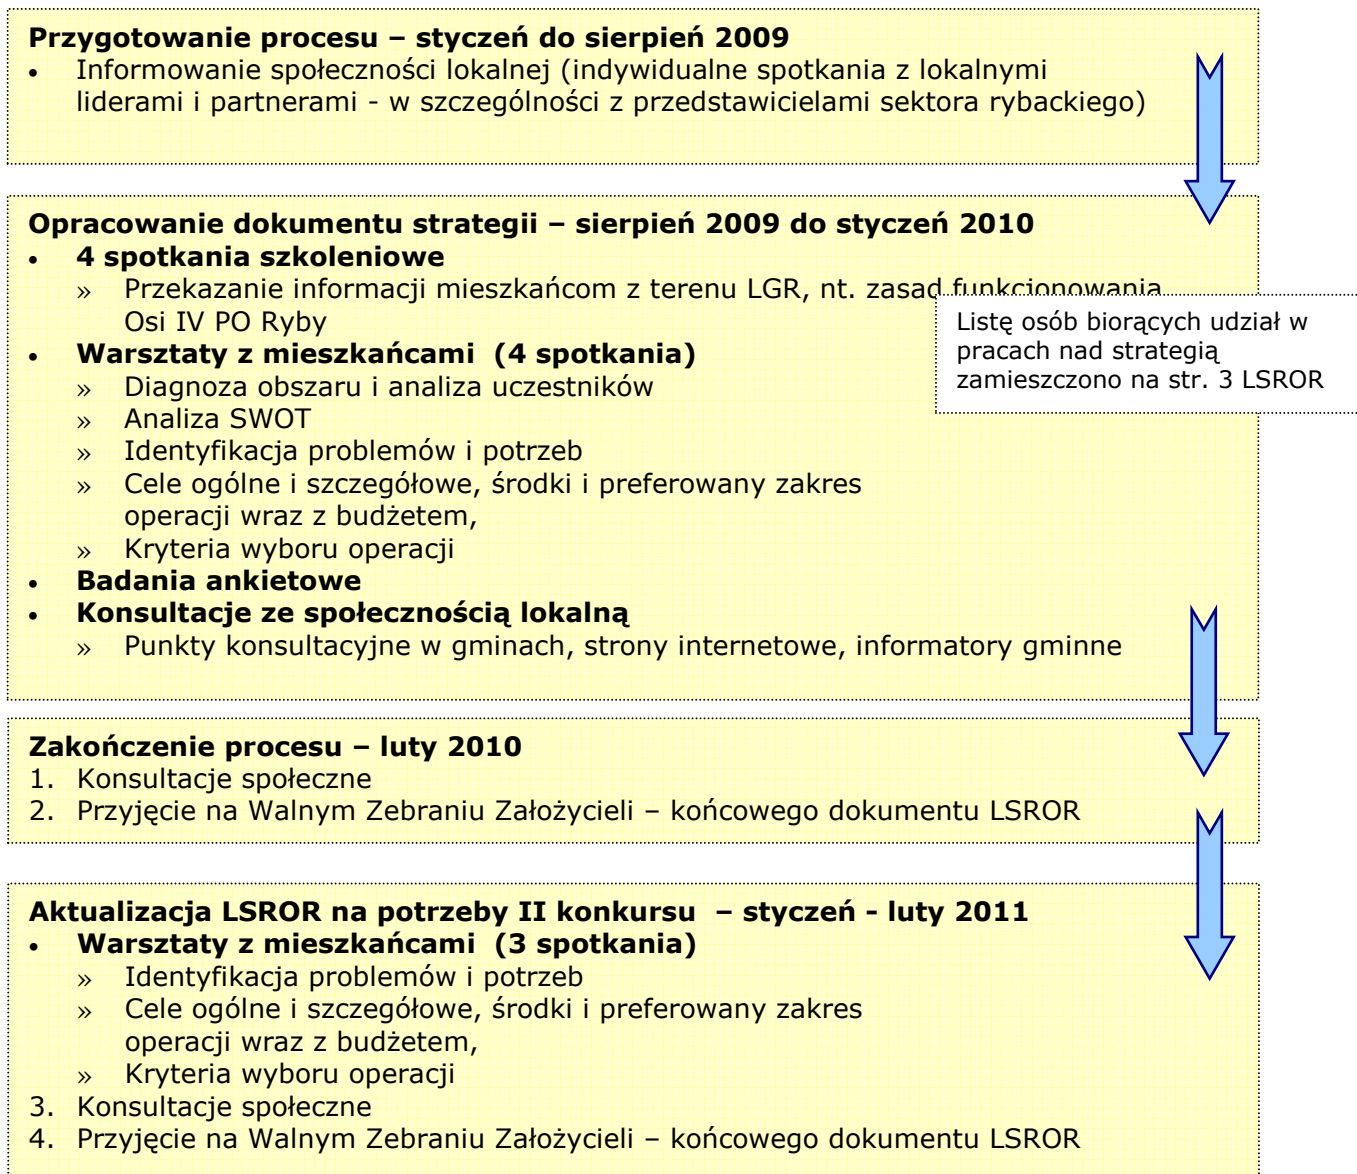 Przygotowanie procesu – styczeń do sierpień 2009
• Informowanie społeczności lokalnej (indywidualne spotkania z lokalnymi
liderami i partnerami - w szczególności z przedstawicielami sektora rybackiego)
Opracowanie dokumentu strategii – sierpień 2009 do styczeń 2010
• 4 spotkania szkoleniowe
» Przekazanie informacji mieszkańcom z terenu LGR, nt. zasad funkcjonowania
Osi IV PO Ryby
Listę osób biorących udział w
pracach nad strategią
zamieszczono na str. 3 LSROR
• Warsztaty z mieszkańcami (4 spotkania)
» Diagnoza obszaru i analiza uczestników
» Analiza SWOT
» Identyfikacja problemów i potrzeb
» Cele ogólne i szczegółowe, środki i preferowany zakres
operacji wraz z budżetem,
» Kryteria wyboru operacji
• Badania ankietowe
• Konsultacje ze społecznością lokalną
» Punkty konsultacyjne w gminach, strony internetowe, informatory gminne
Zakończenie procesu – luty 2010
1. Konsultacje społeczne
2. Przyjęcie na Walnym Zebraniu Założycieli – końcowego dokumentu LSROR
Aktualizacja LSROR na potrzeby II konkursu – styczeń - luty 2011
• Warsztaty z mieszkańcami (3 spotkania)
» Identyfikacja problemów i potrzeb
» Cele ogólne i szczegółowe, środki i preferowany zakres
operacji wraz z budżetem,
» Kryteria wyboru operacji
3. Konsultacje społeczne
4. Przyjęcie na Walnym Zebraniu Założycieli – końcowego dokumentu LSROR